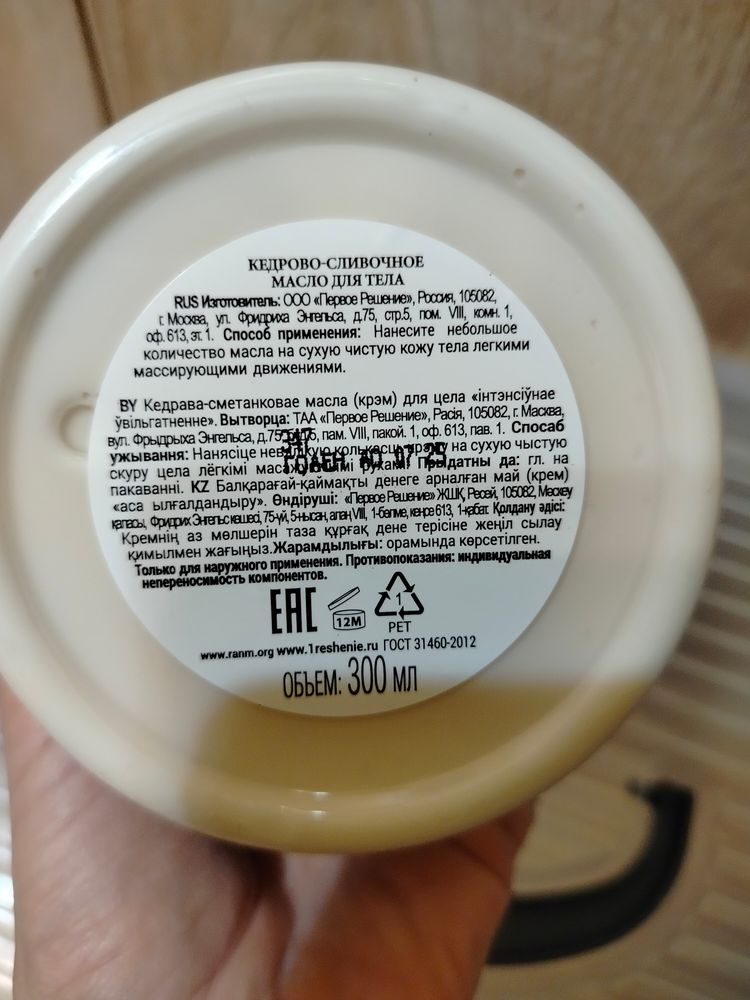 КЕДРОВО-СЛИВОЧНОЕ
МАСЛО ДЛЯ ТЕЛА
RUS Изготовитель: ООО «Первое Решение», Россия, 105082,
г. Москва, ул. Фридриха Энгельса, д.75, стр.5, пом. VIII, комн. 1,
оф. 613, эт. 1. Способ применения: Нанесите небольшое
количество масла на сухую чистую кожу тела легкими
массирующими движениями.
BY Кедрава-сметанковае масла (крэм) для цела «інтэнсіўнае
ўвільгатненне». Вытворца: ТАА «Первое Решение», Расія, 105082, г. Масква,
вул. Фрыдрыха Энгельса, д.75, пам. VIII, пакой. 1, оф. 613, пав. 1. Спосаб
347
ужывання: Нанясіце на сухую чыстую
ГОДЕН ДО 07 25
скуру цела лёгкімі рухамі. Прыдатны да: гл. на
пакаванні. KZ Балқарағай-қаймақты денеге арналған май (крем)
«аса ылғалдандыру». Өндіруші: «Первое Решение» ЖШҚ, Ресей, 105082, Мәскеу
қаласы, Фридрих Энгельс көшесі, 75-үй, 5-нысан, алаң VIII, 1-бөлме, кеңсе 613, 1-қабат. Қолдану әдісі:
Кремнің аз мөлшерін таза құрғақ дене терісіне жеңіл сылау
қимылмен жағыңыз. Жарамдылығы: орамында көрсетілген.
Только для наружного применения. Противопоказания: индивидуальная
непереносимость компонентов.
EAC 12M 1
PET
www.ranm.org www.1reshenie.ru ГОСТ 31460-2012
ОБЪЕМ: 300 МЛ